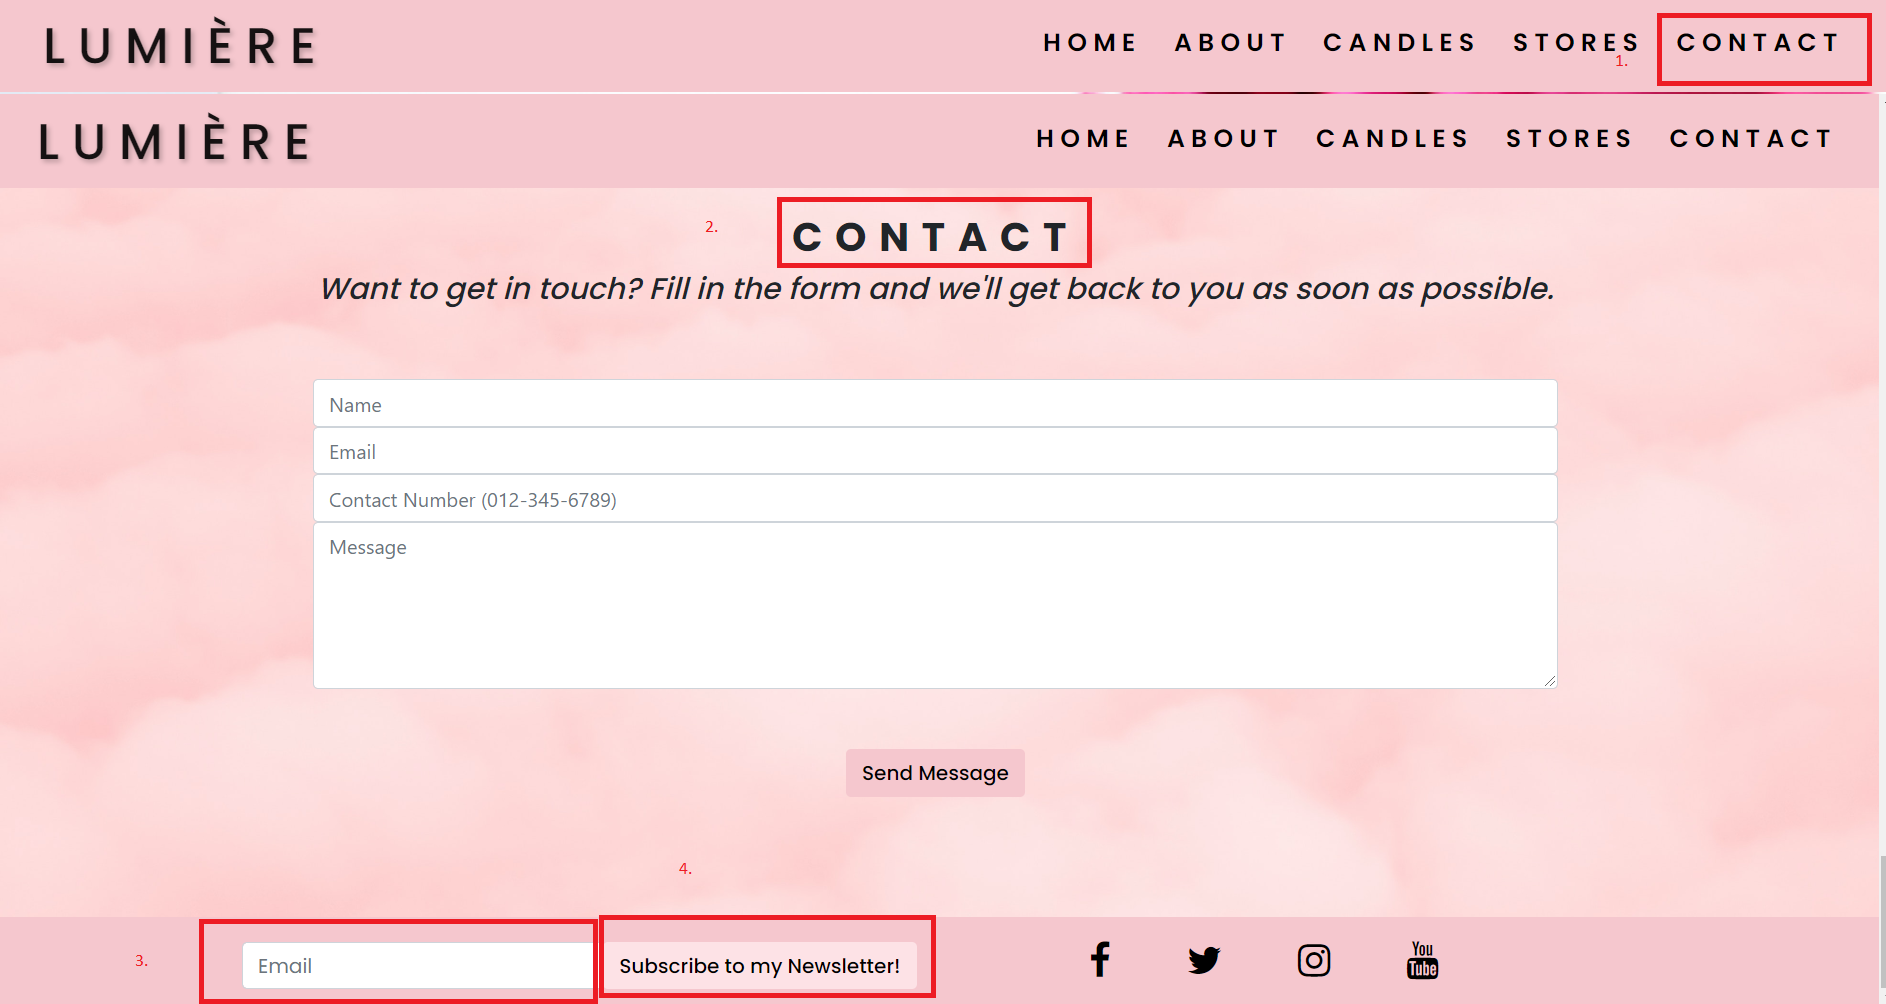 LUMIÈRE HOME ABOUT CANDLES STORES CONTACT
1.
LUMIÈRE HOME ABOUT CANDLES STORES CONTACT
2. CONTACT
Want to get in touch? Fill in the form and we'll get back to you as soon as possible.
Name
Email
Contact Number (012-345-6789)
Message
Send Message
4.
3. Email Subscribe to my Newsletter! You Tube